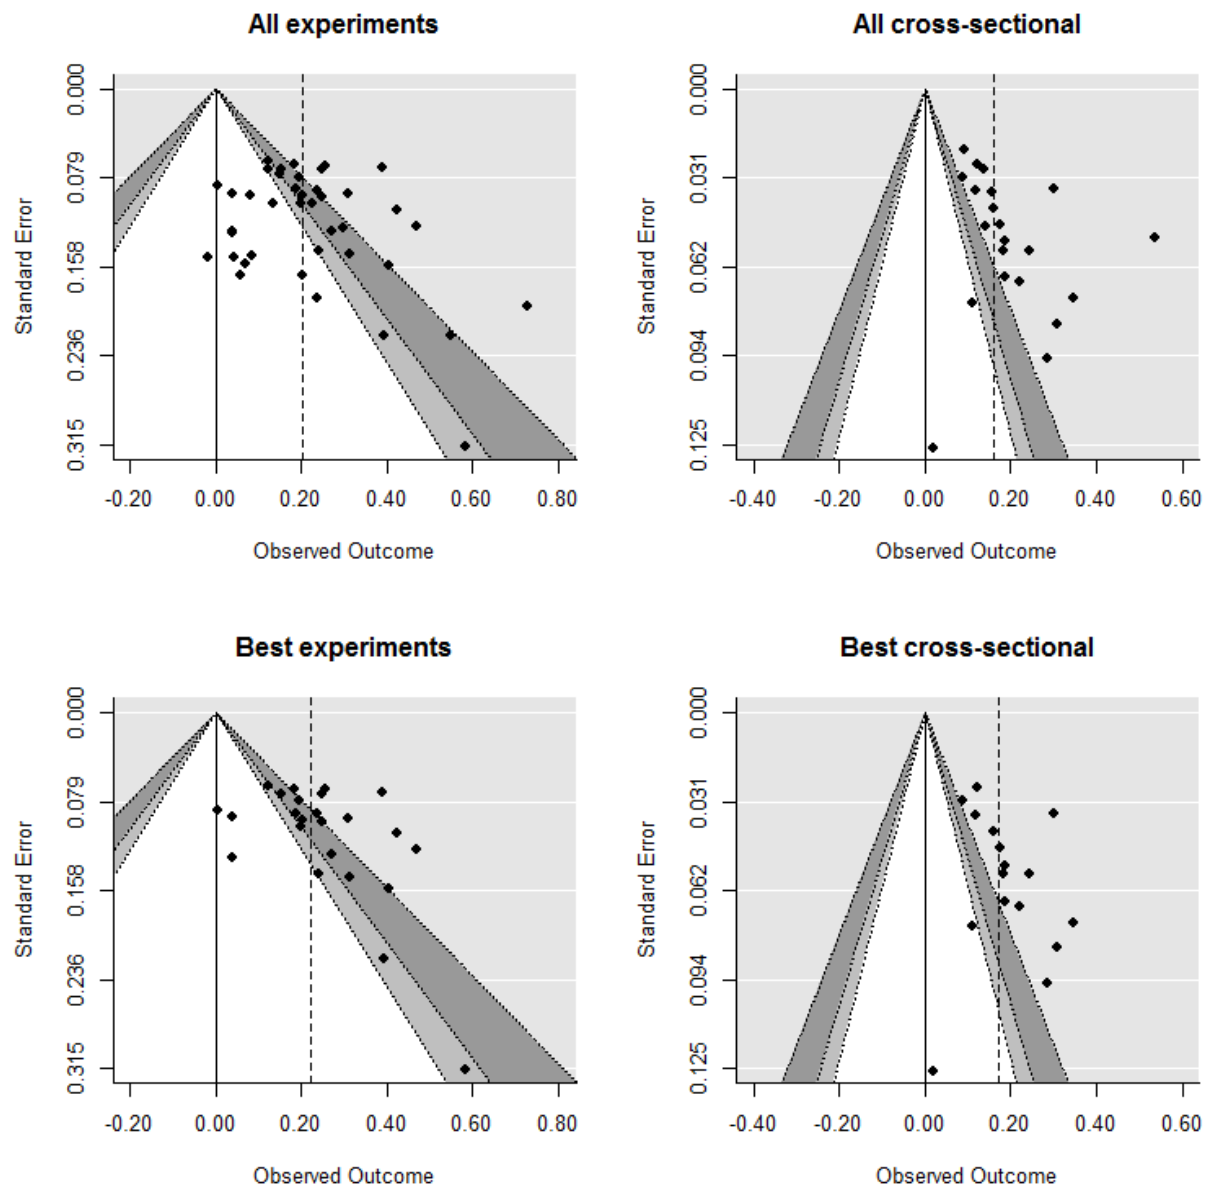 All experiments
0.000
0.079
0.158
0.236
0.315
Standard Error
-0.20 0.00 0.20 0.40 0.60 0.80
Observed Outcome
All cross-sectional
0.000
0.031
0.062
0.094
0.125
Standard Error
-0.40 -0.20 0.00 0.20 0.40 0.60
Observed Outcome
Best experiments
0.000
0.079
0.158
0.236
0.315
Standard Error
-0.20 0.00 0.20 0.40 0.60 0.80
Observed Outcome
Best cross-sectional
0.000
0.031
0.062
0.094
0.125
Standard Error
-0.40 -0.20 0.00 0.20 0.40 0.60
Observed Outcome